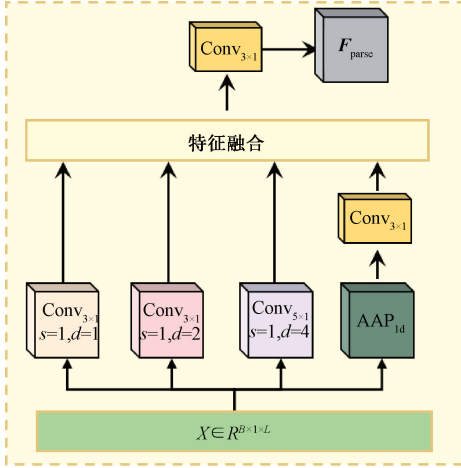 Conv3×1
Fparse
特征融合
Conv3×1
Conv3×1
s=1,d=1
Conv3×1
s=1,d=2
Conv5×1
s=1,d=4
AAP1d
X∈R^{B×1×L}